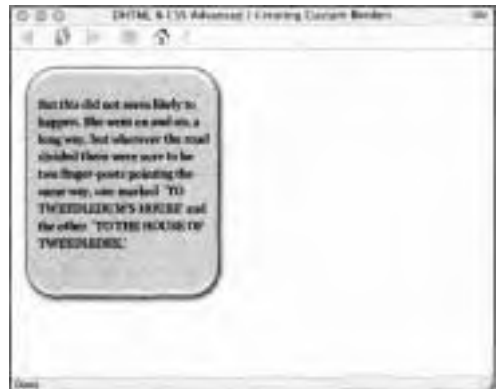 DHTML & CSS Advanced | Creating Custom Borders
But this did not seem likely to
happen. She went on and on, a
long way, but wherever the road
divided there were sure to be
two finger-posts pointing the
same way, one marked 'TO
TWEEDLEDUM'S HOUSE' and
the other 'TO THE HOUSE OF
TWEEDLEDEE.'
Done